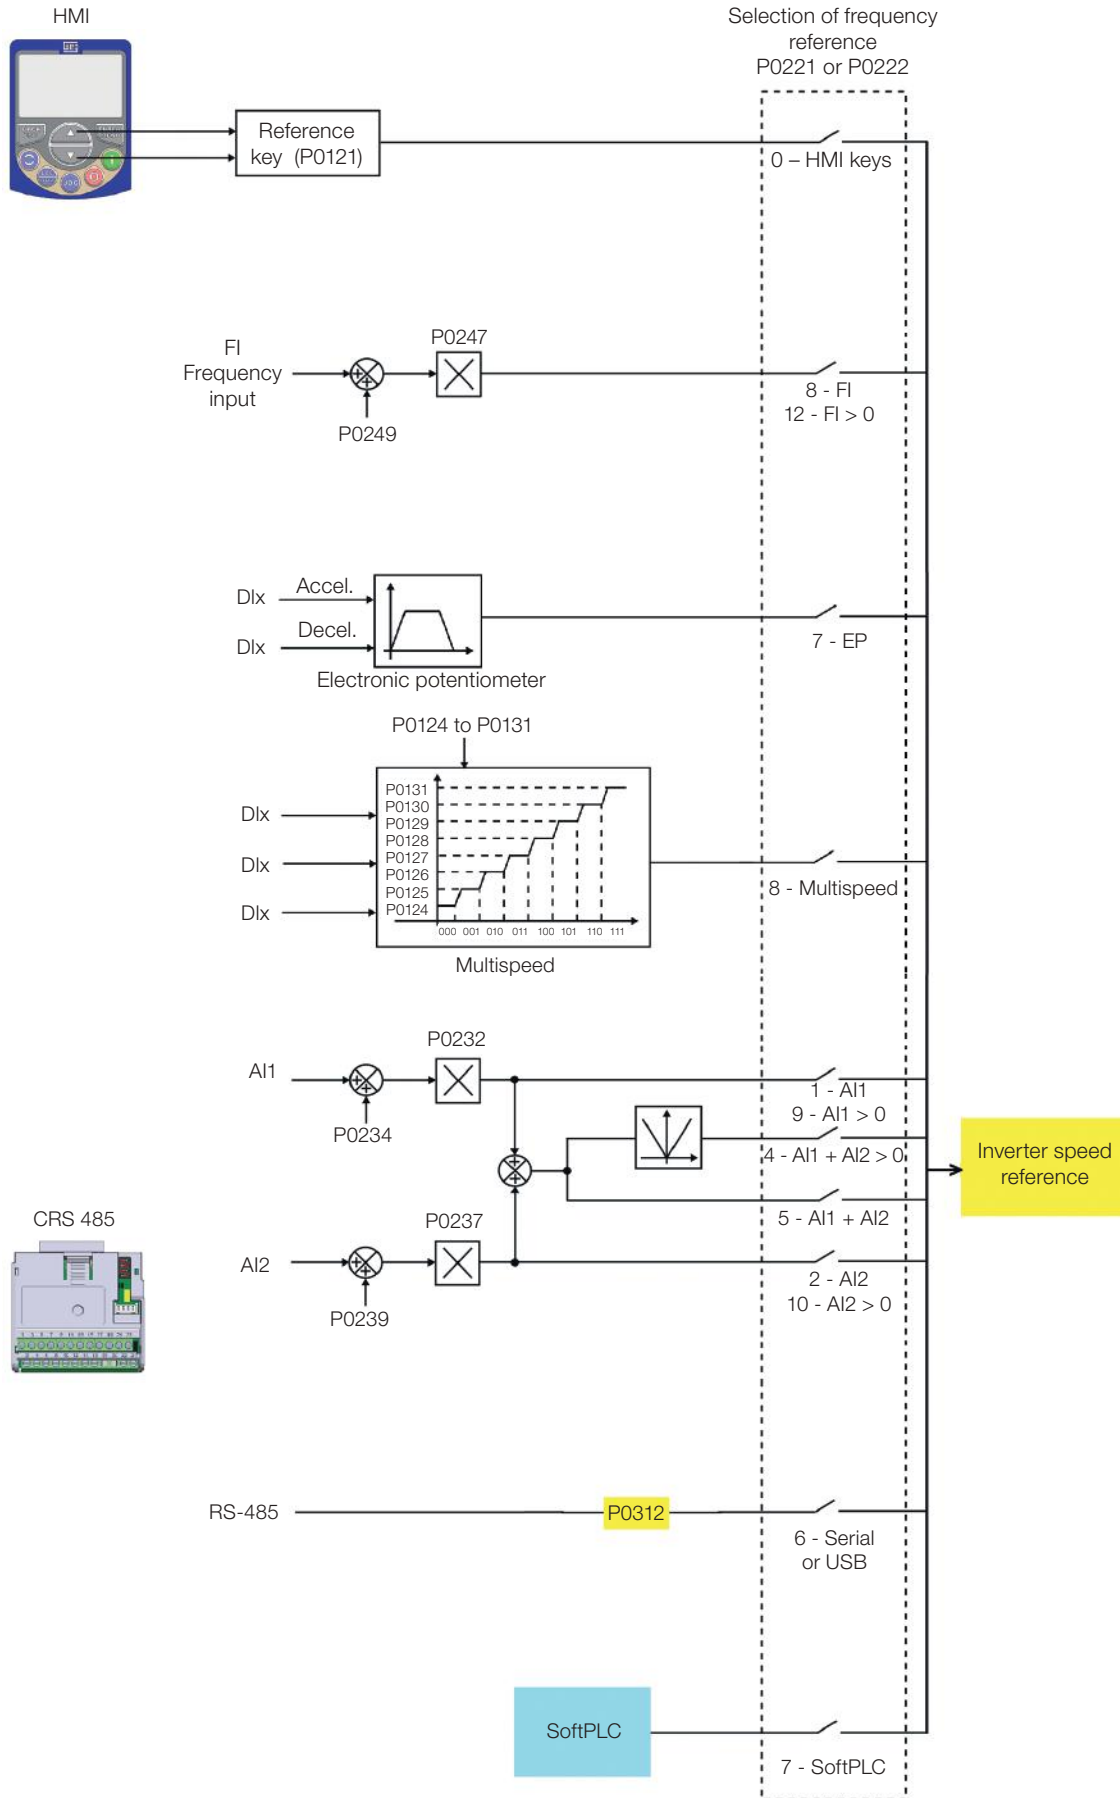 HMI
Selection of frequency
reference
P0221 or P0222
Reference
key (P0121)
0 – HMI keys
FI
Frequency
input
P0247
P0249
8 - FI
12 - FI > 0
DIx
Accel.
DIx
Decel.
Electronic potentiometer
7 - EP
P0124 to P0131
P0131
P0130
P0129
P0128
P0127
P0126
P0125
P0124
000 001 010 011 100 101 110 111
DIx
DIx
DIx
Multispeed
8 - Multispeed
AI1
P0232
P0234
1 - AI1
9 - AI1 > 0
4 - AI1 + AI2 > 0
5 - AI1 + AI2
Inverter speed
reference
CRS 485
AI2
P0237
P0239
2 - AI2
10 - AI2 > 0
RS-485
P0312
6 - Serial
or USB
SoftPLC
7 - SoftPLC